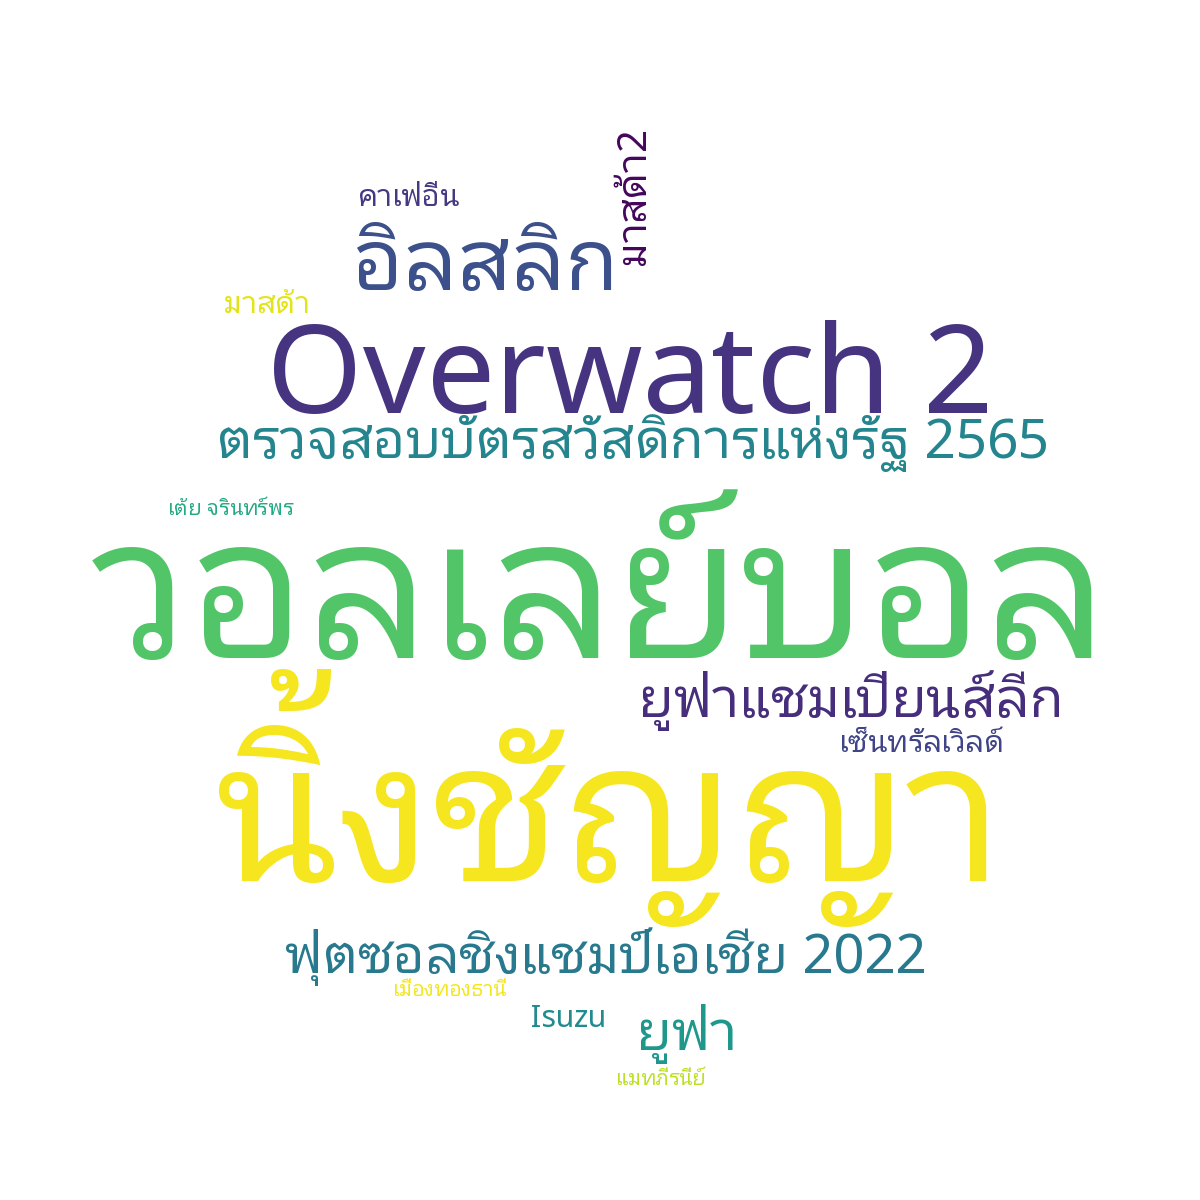 มาสด้า2
คาเฟอีน
อิลสลิก
มาสด้า
Overwatch 2
ตรวจสอบบัตรสวัสดิการแห่งรัฐ 2565
เต้ย จรินทร์พร
วอลเลย์บอล
นิ้งชัญญา
ยูฟาแชมเปียนส์ลีก
เซ็นทรัลเวิลด์
ฟุตซอลชิงแชมป์เอเชีย 2022
เมืองทองธานี
Isuzu
ยูฟา
แมทภีรนีย์